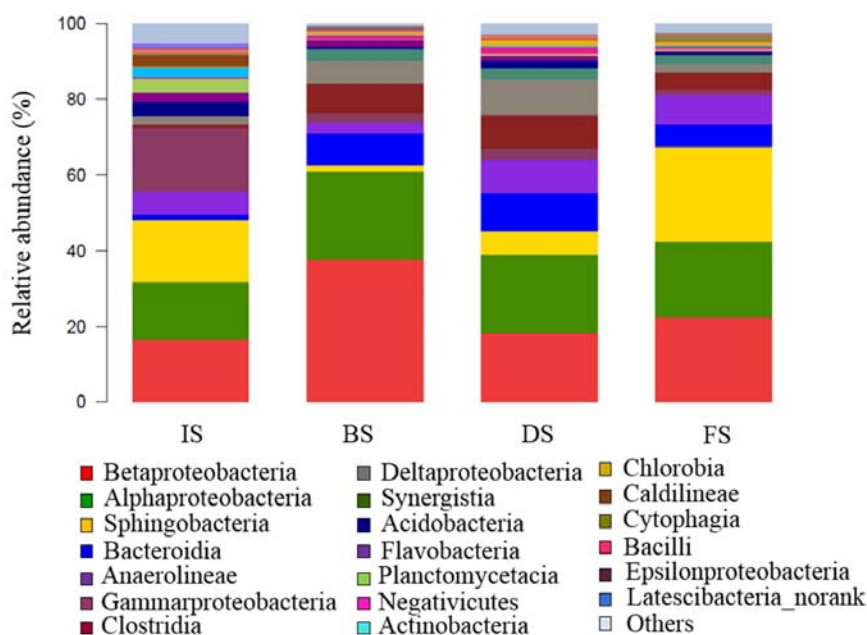 Relative abundance (%)
100
80
60
40
20
0
IS BS DS FS
Betaproteobacteria
Alphaproteobacteria
Sphingobacteria
Bacteroidia
Anaerolineae
Gammarproteobacteria
Clostridia
Deltaproteobacteria
Synergistia
Acidobacteria
Flavobacteria
Planctomycetacia
Negativicutes
Actinobacteria
Chlorobia
Caldilineae
Cytophagia
Bacilli
Epsilonproteobacteria
Latescibacteria_norank
Others